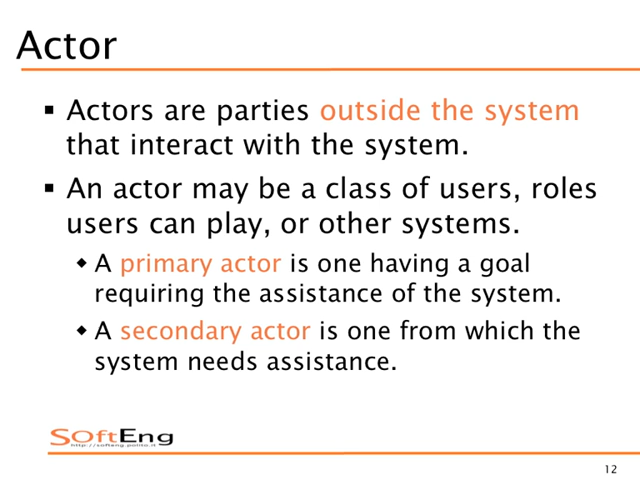 Actor
▪ Actors are parties outside the system
that interact with the system.
▪ An actor may be a class of users, roles
users can play, or other systems.
◆ A primary actor is one having a goal
requiring the assistance of the system.
◆ A secondary actor is one from which the
system needs assistance.
SOftEng
http://softeng.polito.it
12